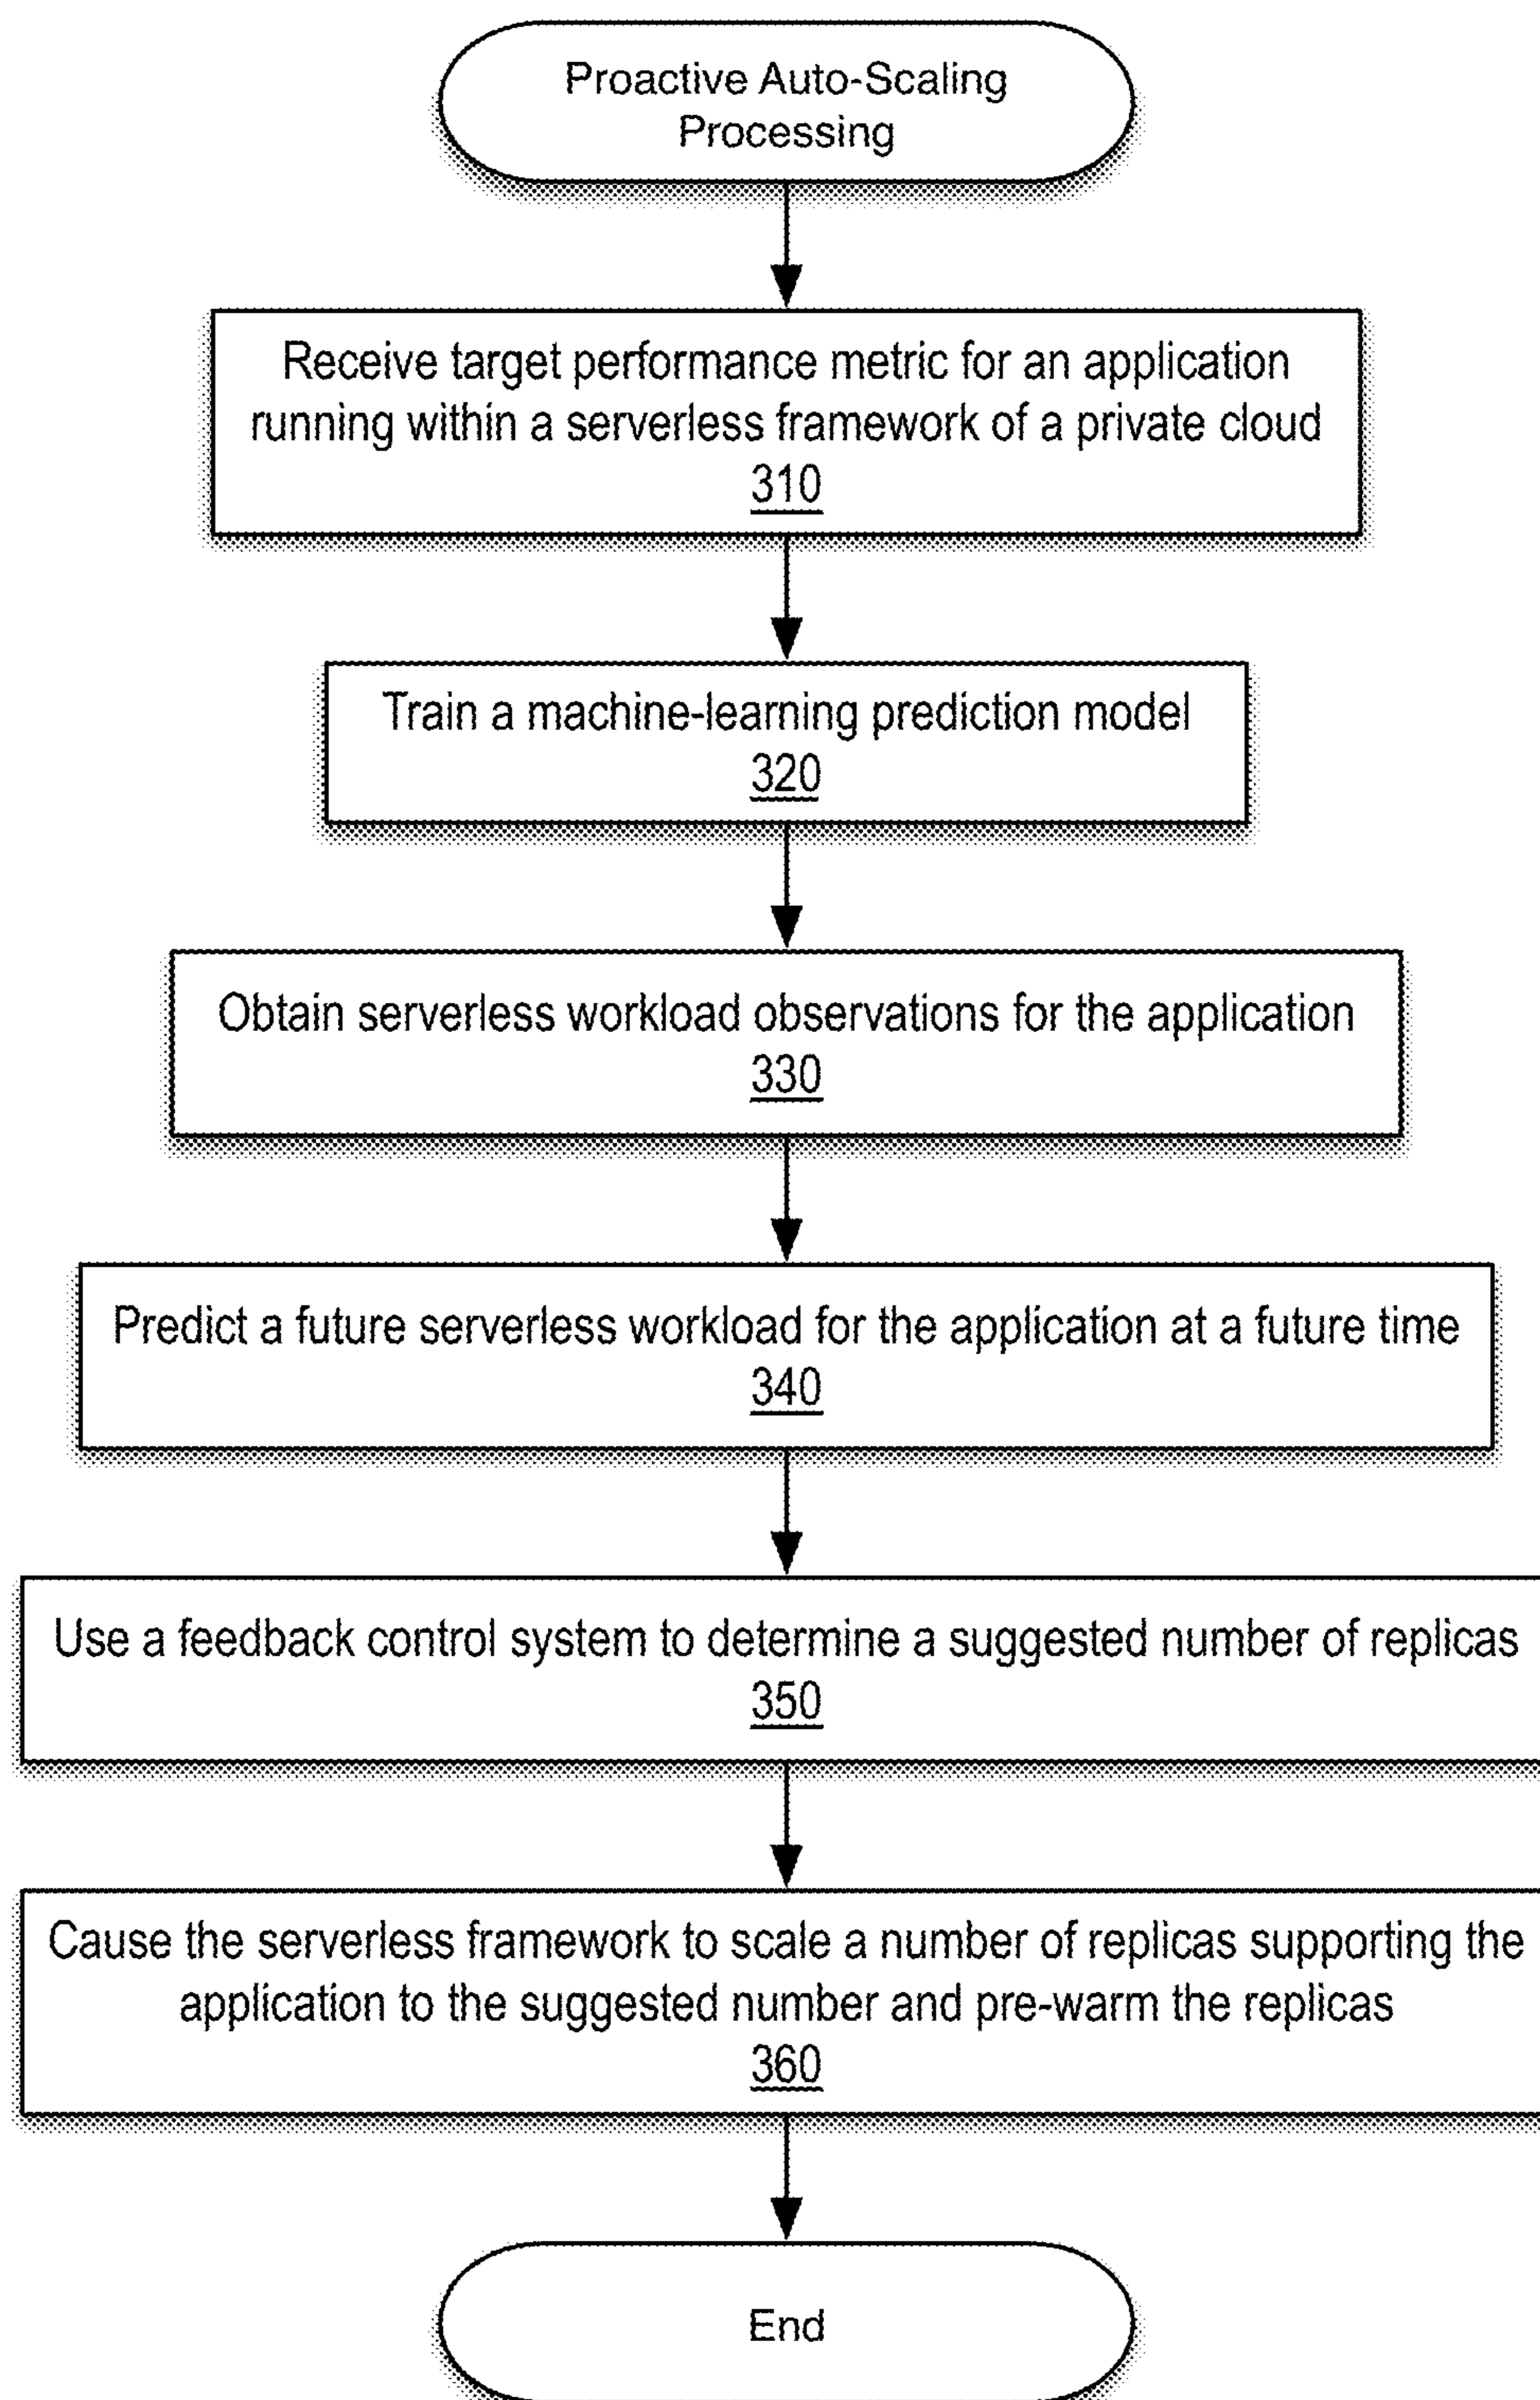 Proactive Auto-Scaling
Processing
Receive target performance metric for an application
running within a serverless framework of a private cloud
310
Train a machine-learning prediction model
320
Obtain serverless workload observations for the application
330
Predict a future serverless workload for the application at a future time
340
Use a feedback control system to determine a suggested number of replicas
350
Cause the serverless framework to scale a number of replicas supporting the
application to the suggested number and pre-warm the replicas
360
End